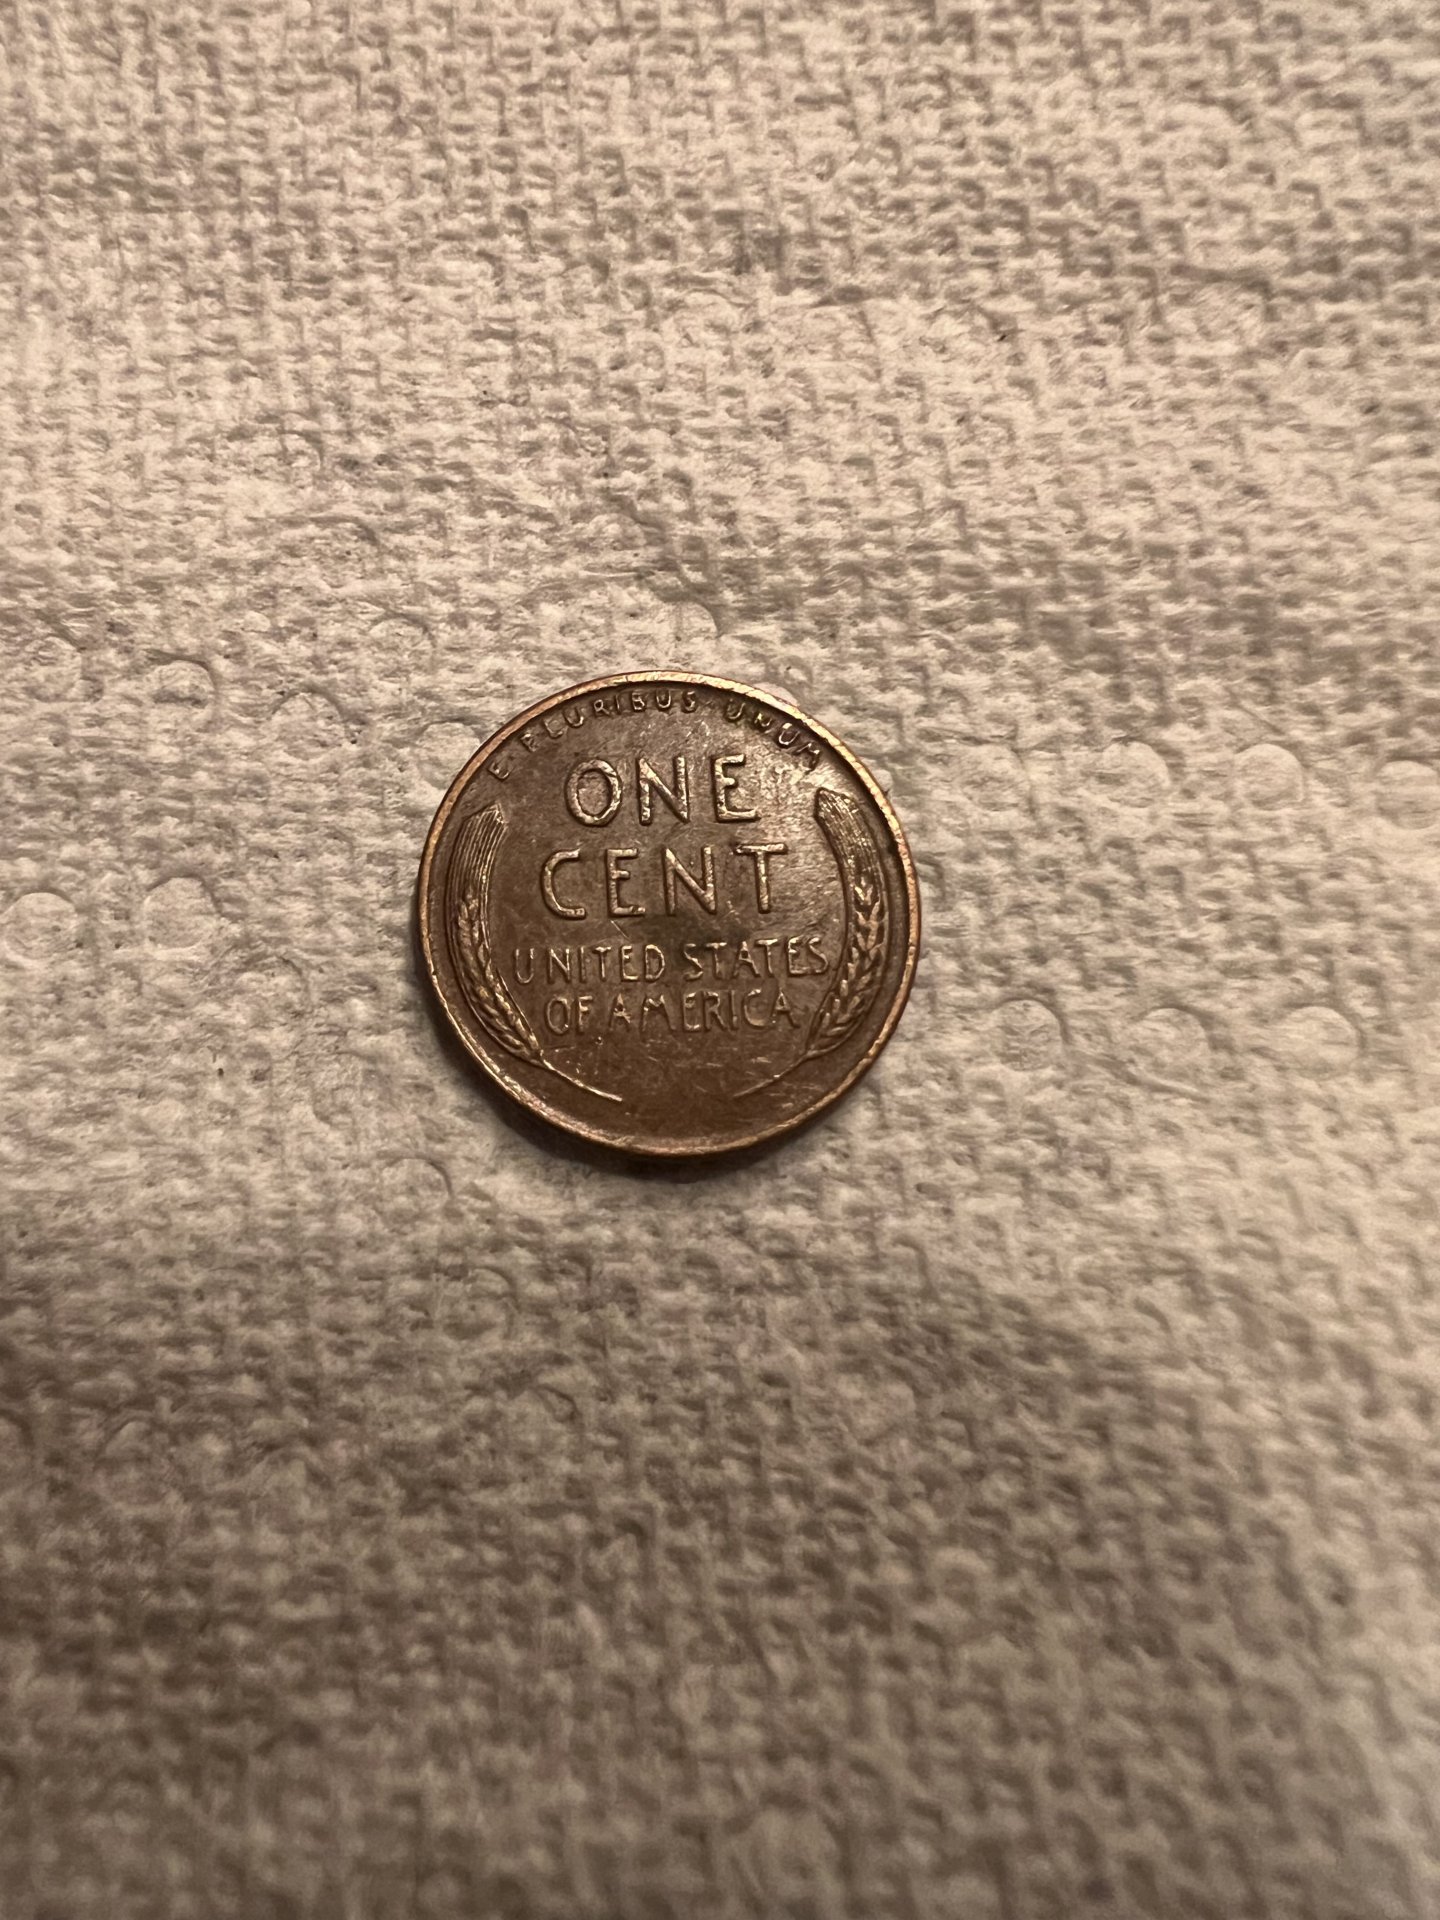 E·PLURIBUS·UNUM
ONE
CENT
UNITED STATES
OF AMERICA